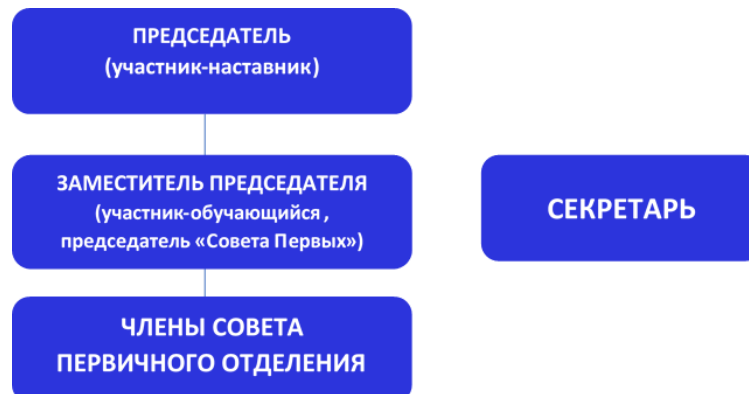 ПРЕДСЕДАТЕЛЬ
(участник-наставник)
ЗАМЕСТИТЕЛЬ ПРЕДСЕДАТЕЛЯ
(участник-обучающийся ,
председатель «Совета Первых»)
СЕКРЕТАРЬ
ЧЛЕНЫ СОВЕТА
ПЕРВИЧНОГО ОТДЕЛЕНИЯ